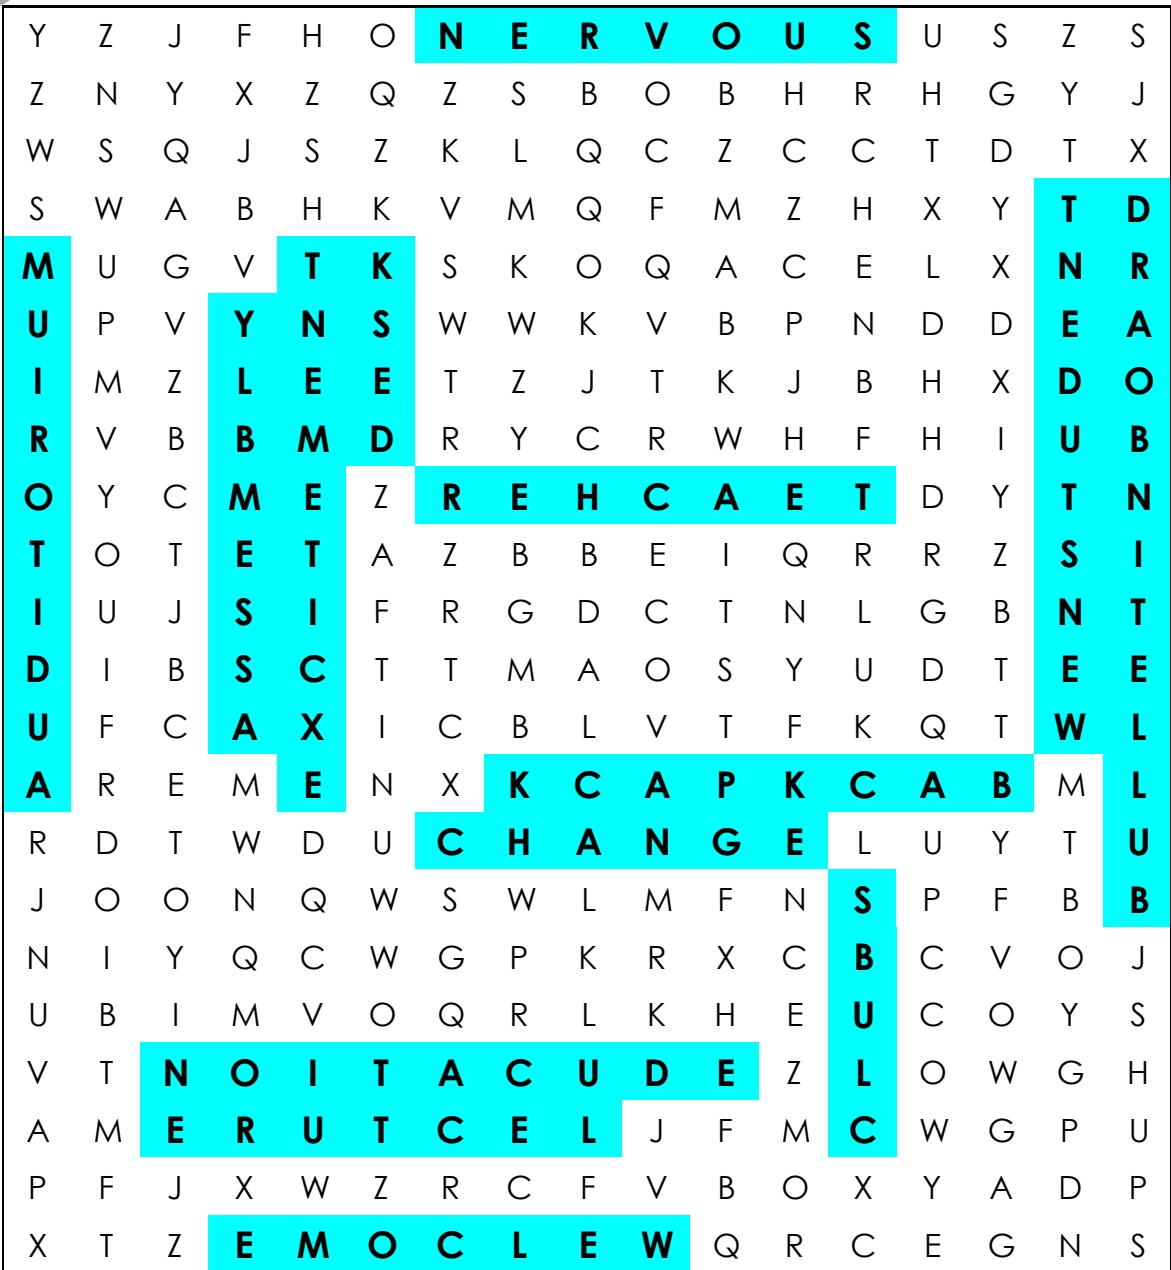 Y Z J F H O N E R V O U S U S Z S
Z N Y X Z Q Z S B O B H R H G Y J
W S Q J S Z K L Q C Z C C T D T X
S W A B H K V M Q F M Z H X Y T D
M U G V T K S K O Q A C E L X N R
U P V Y N S W W K V B P N D D E A
I M Z L E E T Z J T K J B H X D O
R V B B M D R Y C R W H F H I U B
O Y C M E Z R E H C A E T D Y T N
T O T E T A Z B B E I Q R R Z S I
I U J S I F R G D C T N L G B N T
D I B S C T T M A O S Y U D T E E
U F C A X I C B L V T F K Q T W L
A R E M E N X K C A P K C A B M L
R D T W D U C H A N G E L U Y T U
J O O N Q W S W L M F N S P F B B
N I Y Q C W G P K R X C B C V O J
U B I M V O Q R L K H E U C O Y S
V T N O I T A C U D E Z L O W G H
A M E R U T C E L J F M C W G P U
P F J X W Z R C F V B O X Y A D P
X T Z E M O C L E W Q R C E G N S